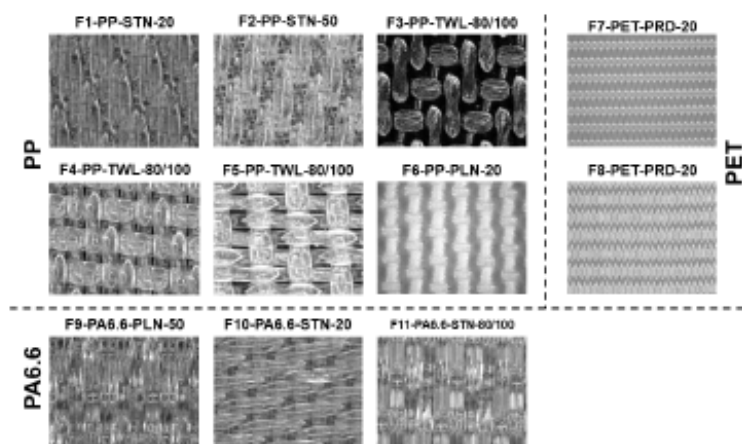 F1-PP-STN-20
F2-PP-STN-50
F3-PP-TWL-80/100
F7-PET-PRD-20
PP
F4-PP-TWL-80/100
F5-PP-TWL-80/100
F6-PP-PLN-20
F8-PET-PRD-20
PET
F9-PA6.6-PLN-50
F10-PA6.6-STN-20
F11-PA6.6-STN-80/100
PA6.6